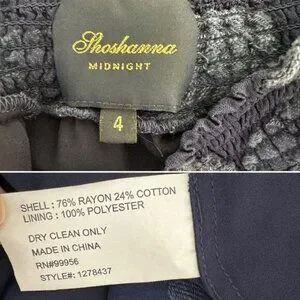 Shoshanna
MIDNIGHT
4
SHELL : 76% RAYON 24% COTTON
LINING : 100% POLYESTER
DRY CLEAN ONLY
MADE IN CHINA
RN#99956
STYLE#: 1278437